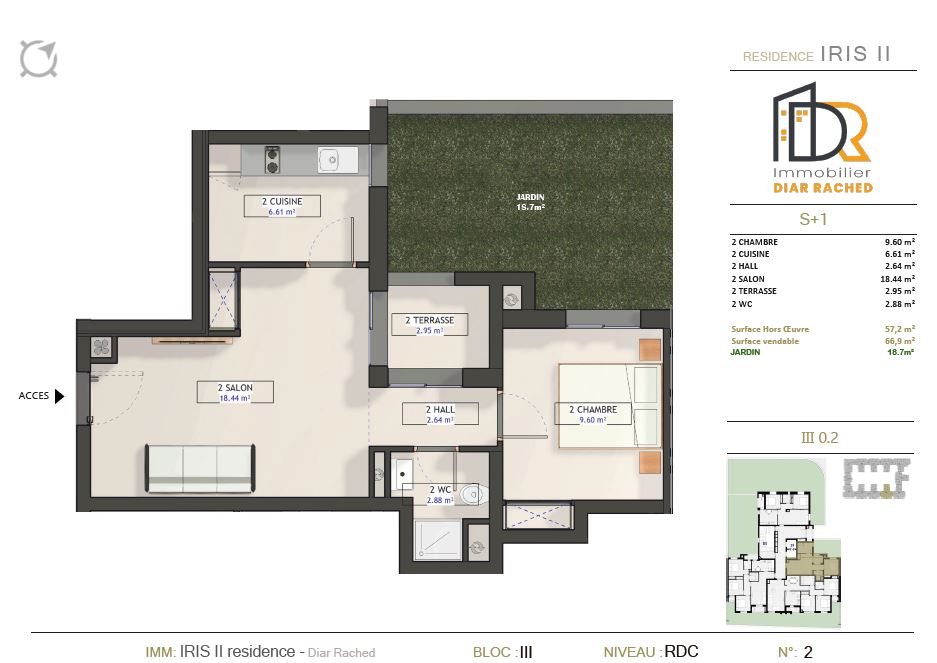 RESIDENCE IRIS II
DR
Immobilier
DIAR RACHED
S+1
2 CHAMBRE 9.60 m²
2 CUISINE 6.61 m²
2 HALL 2.64 m²
2 SALON 18.44 m²
2 TERRASSE 2.95 m²
2 WC 2.88 m²
Surface Hors Œuvre 57,2 m²
Surface vendable 66,9 m²
JARDIN 18.7m²
III 0.2
JARDIN
18.7m²
2 CUISINE
6.61 m²
2 TERRASSE
2.95 m²
2 SALON
18.44 m²
ACCES
2 HALL
2.64 m²
2 CHAMBRE
9.60 m²
2 WC
2.88 m²
IMM: IRIS II residence - Diar Rached BLOC : III NIVEAU : RDC N°: 2